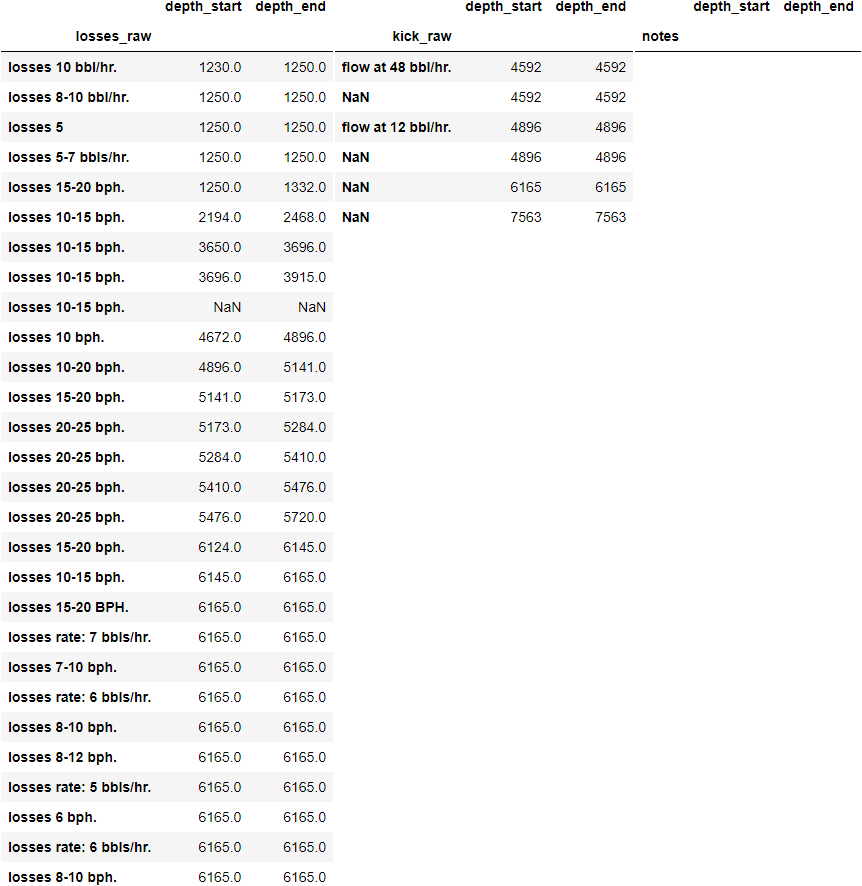 depth_start depth_end depth_start depth_end depth_start depth_end
losses_raw kick_raw notes
losses 10 bbl/hr. 1230.0 1250.0 flow at 48 bbl/hr. 4592 4592
losses 8-10 bbl/hr. 1250.0 1250.0 NaN 4592 4592
losses 5 1250.0 1250.0 flow at 12 bbl/hr. 4896 4896
losses 5-7 bbls/hr. 1250.0 1250.0 NaN 4896 4896
losses 15-20 bph. 1250.0 1332.0 NaN 6165 6165
losses 10-15 bph. 2194.0 2468.0 NaN 7563 7563
losses 10-15 bph. 3650.0 3696.0
losses 10-15 bph. 3696.0 3915.0
losses 10-15 bph. NaN NaN
losses 10 bph. 4672.0 4896.0
losses 10-20 bph. 4896.0 5141.0
losses 15-20 bph. 5141.0 5173.0
losses 20-25 bph. 5173.0 5284.0
losses 20-25 bph. 5284.0 5410.0
losses 20-25 bph. 5410.0 5476.0
losses 20-25 bph. 5476.0 5720.0
losses 15-20 bph. 6124.0 6145.0
losses 10-15 bph. 6145.0 6165.0
losses 15-20 BPH. 6165.0 6165.0
losses rate: 7 bbls/hr. 6165.0 6165.0
losses 7-10 bph. 6165.0 6165.0
losses rate: 6 bbls/hr. 6165.0 6165.0
losses 8-10 bph. 6165.0 6165.0
losses 8-12 bph. 6165.0 6165.0
losses rate: 5 bbls/hr. 6165.0 6165.0
losses 6 bph. 6165.0 6165.0
losses rate: 6 bbls/hr. 6165.0 6165.0
losses 8-10 bph. 6165.0 6165.0